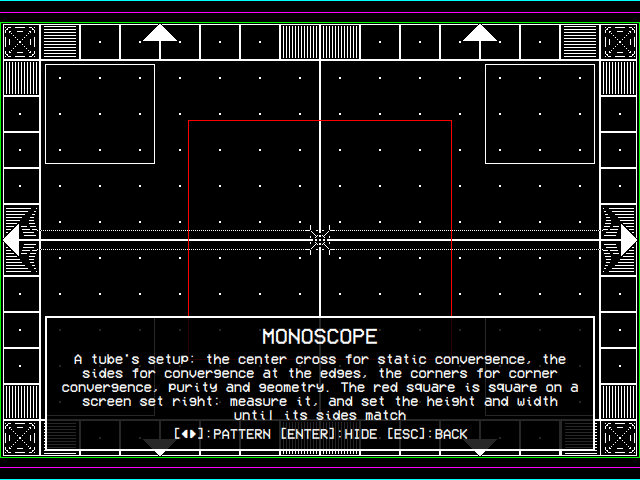 MONOSCOPE
A tube's setup: the center cross for static convergence, the
sides for convergence at the edges, the corners for corner
convergence, purity and geometry. The red square is square on a
screen set right: measure it, and set the height and width
until its sides match
[◀▶]:PATTERN [ENTER]:HIDE [ESC]:BACK